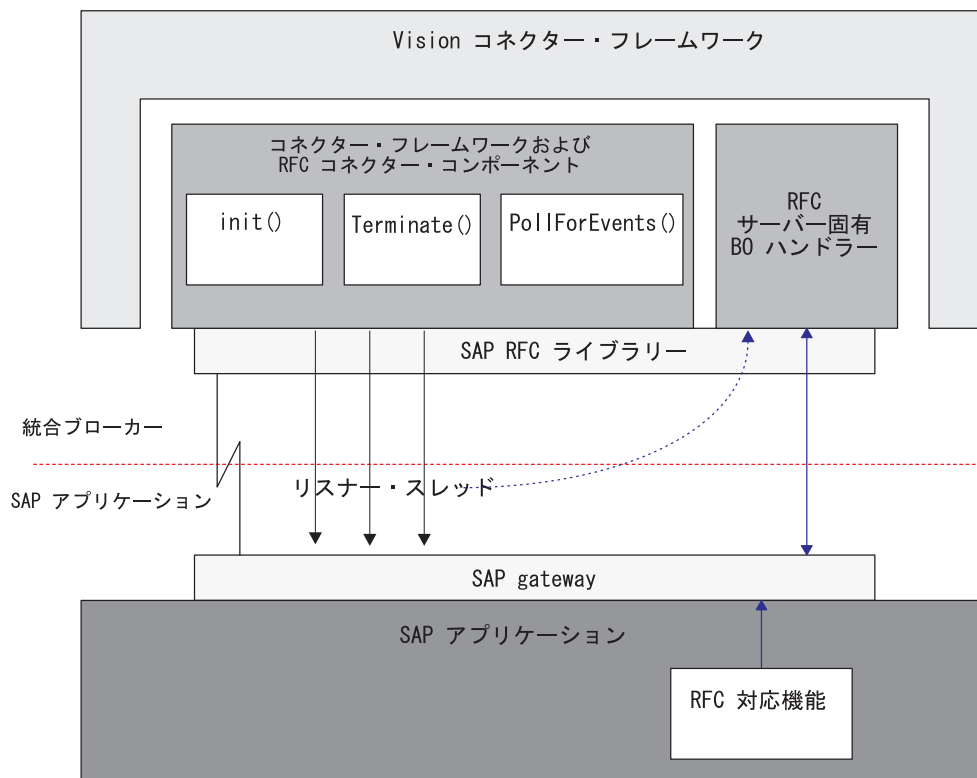 Vision コネクター・フレームワーク
コネクター・フレームワークおよび
RFC コネクター・コンポーネント
init()
Terminate()
PollForEvents()
RFC
サーバー固有
BO ハンドラー
SAP RFC ライブラリー
統合ブローカー
SAP アプリケーション
リスナー・スレッド
SAP gateway
SAP アプリケーション
RFC 対応機能